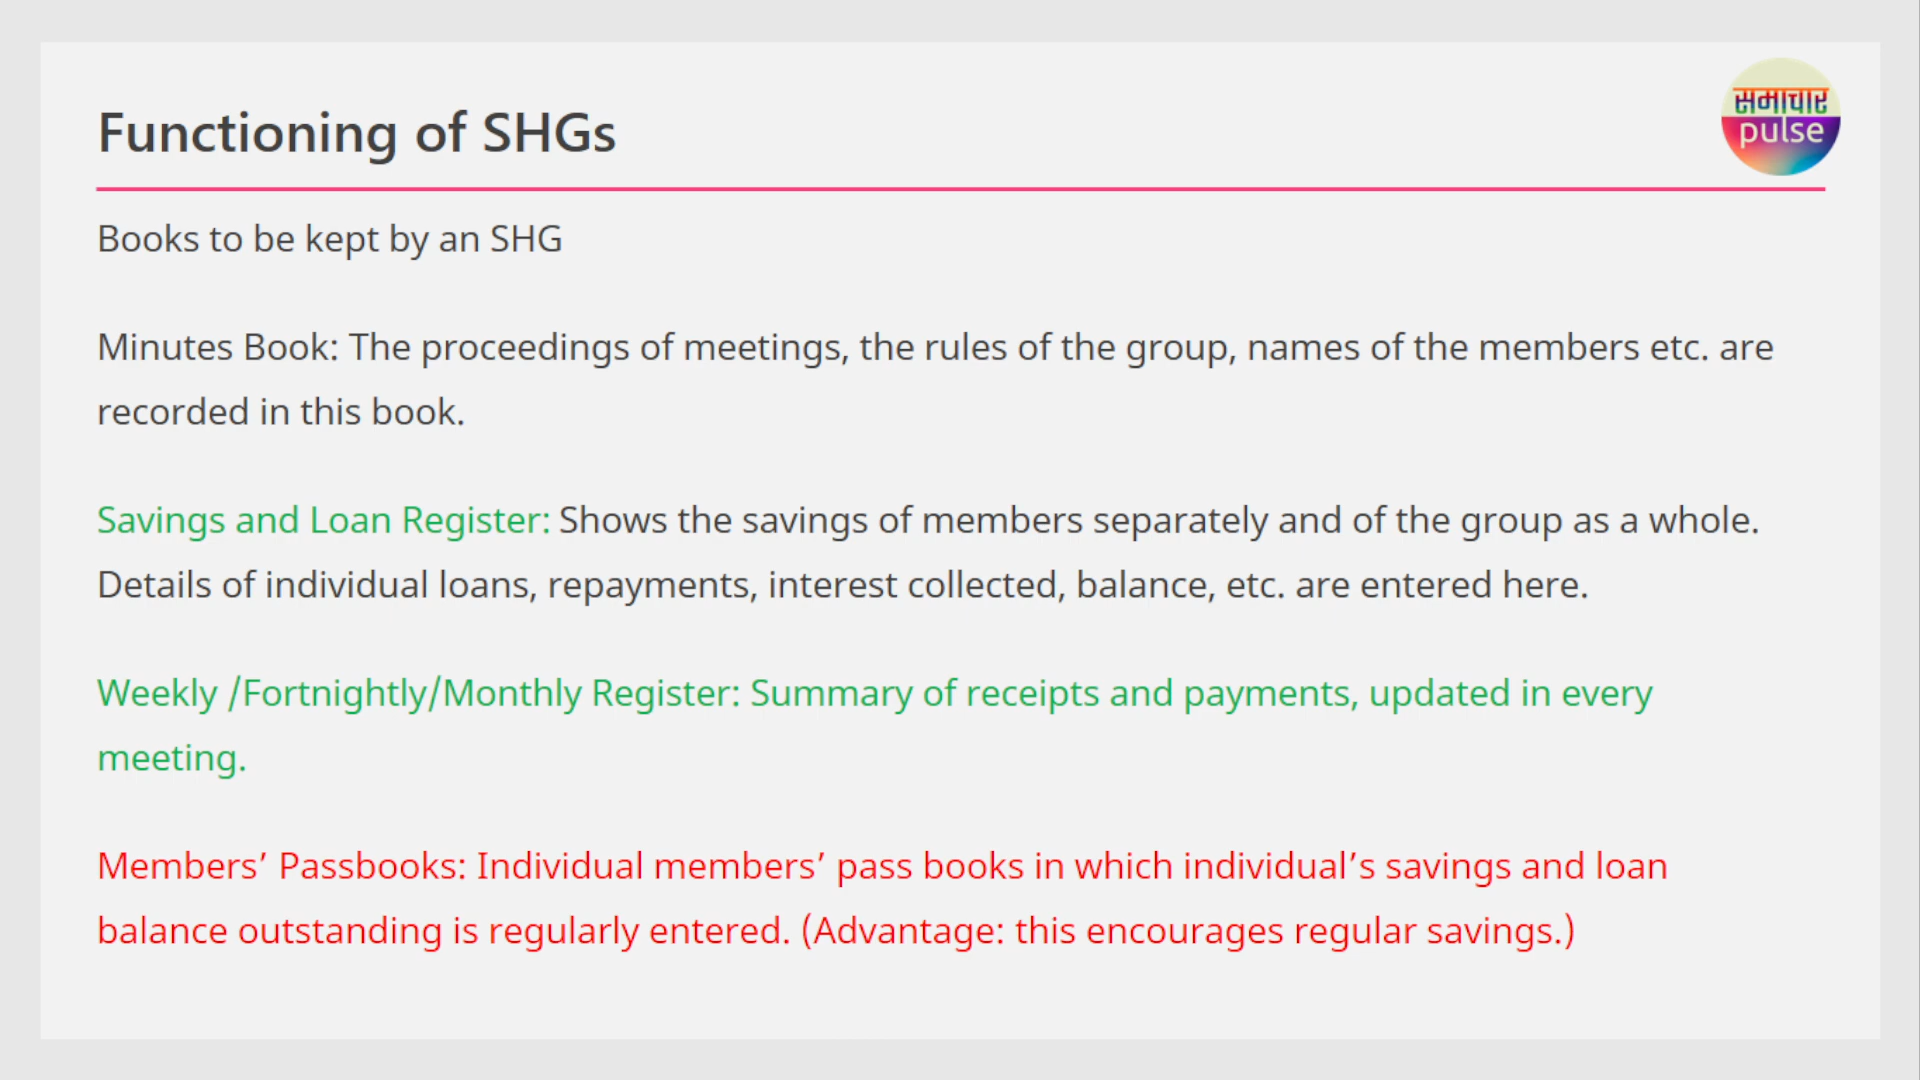 Functioning of SHGs
समाचार
pulse
Books to be kept by an SHG
Minutes Book: The proceedings of meetings, the rules of the group, names of the members etc. are
recorded in this book.
Savings and Loan Register: Shows the savings of members separately and of the group as a whole.
Details of individual loans, repayments, interest collected, balance, etc. are entered here.
Weekly /Fortnightly/Monthly Register: Summary of receipts and payments, updated in every
meeting.
Members’ Passbooks: Individual members’ pass books in which individual’s savings and loan
balance outstanding is regularly entered. (Advantage: this encourages regular savings.)